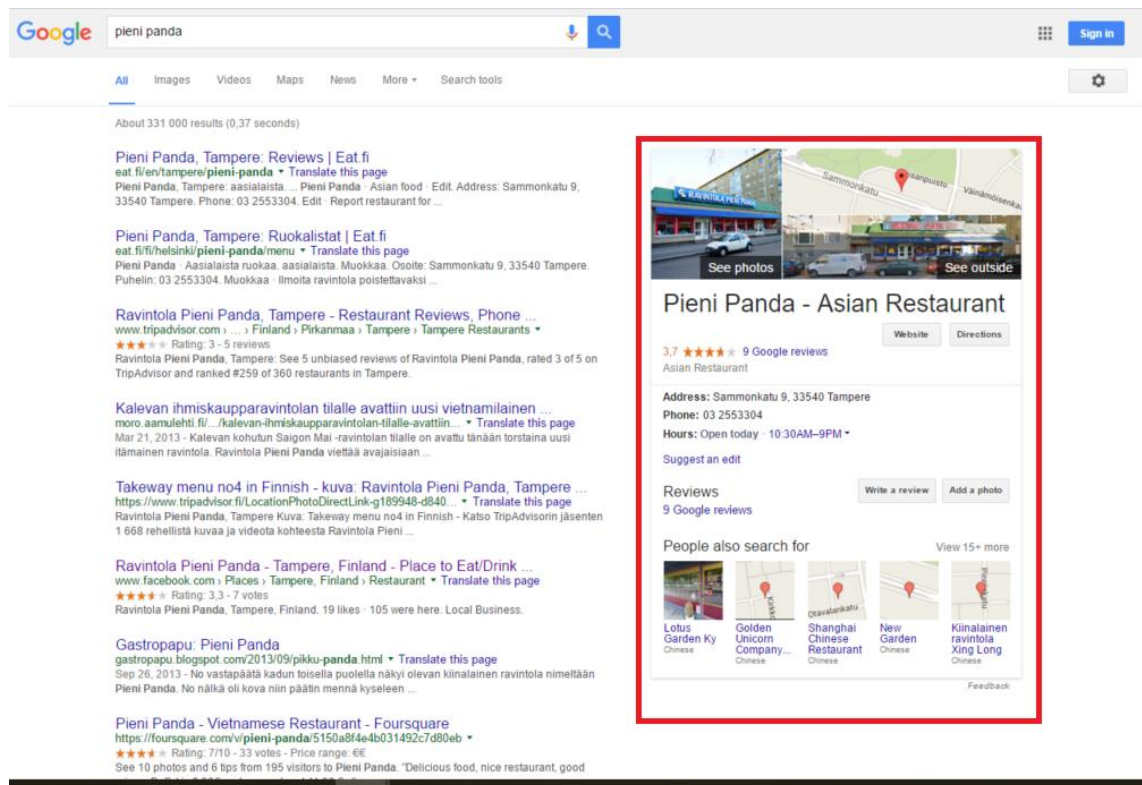 Google
pieni panda
Sign in
All Images Videos Maps News More Search tools
About 331 000 results (0,37 seconds)
Pieni Panda, Tampere: Reviews | Eat.fi
eat.fi/en/tampere/pieni-panda Translate this page
Pieni Panda, Tampere: aasialaista. ... Pieni Panda · Asian food · Edit. Address: Sammonkatu 9,
33540 Tampere. Phone: 03 2553304. Edit · Report restaurant for ...
Pieni Panda, Tampere: Ruokalistat | Eat.fi
eat.fi/fi/helsinki/pieni-panda/menu Translate this page
Pieni Panda · Aasialaista ruokaa. aasialaista. Muokkaa. Osoite: Sammonkatu 9, 33540 Tampere.
Puhelin: 03 2553304. Muokkaa · Ilmoita ravintola poistettavaksi ...
Ravintola Pieni Panda, Tampere - Restaurant Reviews, Phone ...
www.tripadvisor.com › ... › Finland › Pirkanmaa › Tampere › Tampere Restaurants
Rating: 3 - 5 reviews
Ravintola Pieni Panda, Tampere: See 5 unbiased reviews of Ravintola Pieni Panda, rated 3 of 5 on
TripAdvisor and ranked #259 of 360 restaurants in Tampere.
Kalevan ihmiskaupparavintolan tilalle avattiin uusi vietnamilainen ...
moro.aamulehti.fi/.../kalevan-ihmiskaupparavintolan-tilalle-avattiin... Translate this page
Mar 21, 2013 - Kalevan kohutun Saigon Mai -ravintolan tilalle on avattu tänään torstaina uusi
itämainen ravintola. Ravintola Pieni Panda viettää avajaisiaan ...
Takeway menu no4 in Finnish - kuva: Ravintola Pieni Panda, Tampere ...
https://www.tripadvisor.fi/LocationPhotoDirectLink-g189948-d840... Translate this page
Ravintola Pieni Panda, Tampere Kuva: Takeway menu no4 in Finnish - Katso TripAdvisorin jäsenten
1 668 rehellistä kuvaa ja videota kohteesta Ravintola Pieni ...
Ravintola Pieni Panda - Tampere, Finland - Place to Eat/Drink ...
www.facebook.com › Places › Tampere, Finland › Restaurant Translate this page
Rating: 3,3 - 7 votes
Ravintola Pieni Panda, Tampere, Finland. 19 likes · 105 were here. Local Business.
Gastropapu: Pieni Panda
gastropapu.blogspot.com/2013/09/pikku-panda.html Translate this page
Sep 26, 2013 - No vastapäätä kadun toisella puolella näkyi olevan kiinalainen ravintola nimeltään
Pieni Panda. No nälkä oli kova niin päätin mennä kyseleen ...
Pieni Panda - Vietnamese Restaurant - Foursquare
https://foursquare.com/v/pieni-panda/5150a8f4e4b031492c7d80eb
Rating: 7/10 - 33 votes - Price range: €€
See 10 photos and 6 tips from 195 visitors to Pieni Panda. "Delicious food, nice restaurant, good
RAVINTOLA PIENI PANDA
Sammonkatu
Väinämöisenka
See photos
See outside
Pieni Panda - Asian Restaurant
Website Directions
3,7 9 Google reviews
Asian Restaurant
Address: Sammonkatu 9, 33540 Tampere
Phone: 03 2553304
Hours: Open today · 10:30AM–9PM
Suggest an edit
Reviews
Write a review Add a photo
9 Google reviews
People also search for
View 15+ more
Otavalankatu
Lotus
Garden Ky
Chinese
Golden
Unicorn
Company...
Chinese
Shanghai
Chinese
Restaurant
Chinese
New
Garden
Chinese
Kiinalainen
ravintola
Xing Long
Chinese
Feedback